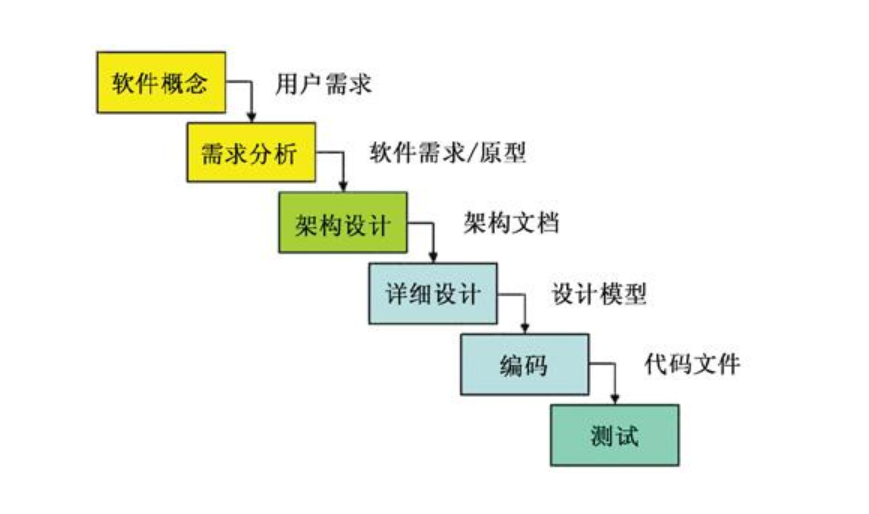 软件概念
用户需求
需求分析
软件需求/原型
架构设计
架构文档
详细设计
设计模型
编码
代码文件
测试